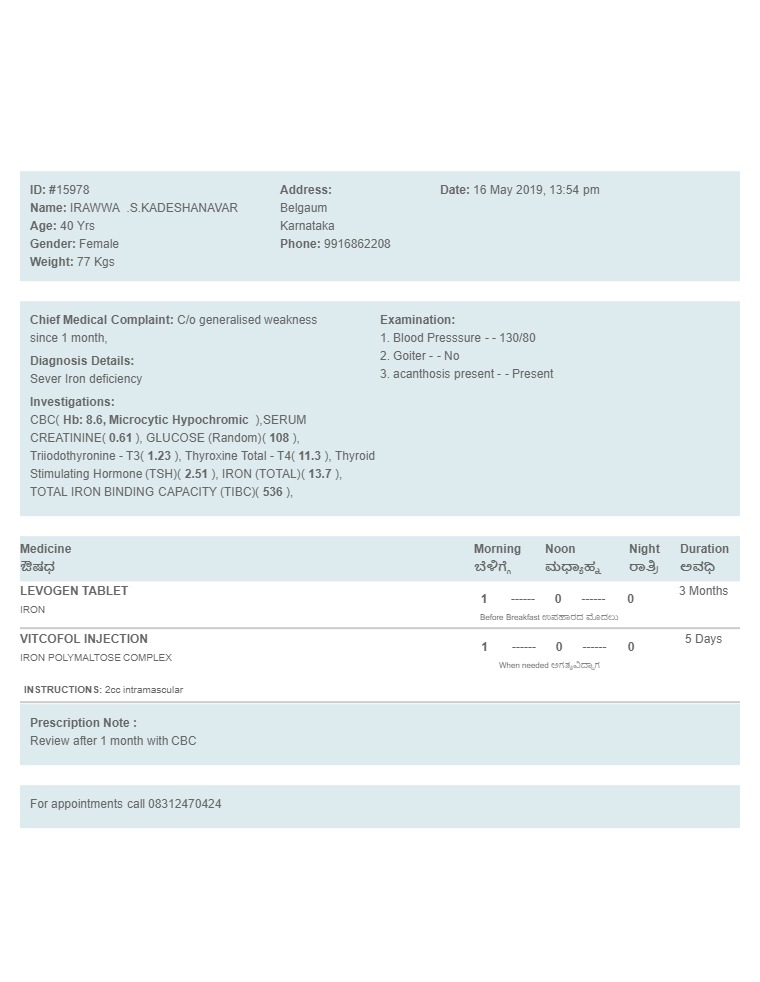 ID: #15978
Name: IRAWWA .S.KADESHANAVAR
Age: 40 Yrs
Gender: Female
Weight: 77 Kgs
Address:
Belgaum
Karnataka
Phone: 9916862208
Date: 16 May 2019, 13:54 pm
Chief Medical Complaint: C/o generalised weakness
since 1 month,
Diagnosis Details:
Sever Iron deficiency
Investigations:
CBC( Hb: 8.6, Microcytic Hypochromic ),SERUM
CREATININE( 0.61 ), GLUCOSE (Random)( 108 ),
Triiodothyronine - T3( 1.23 ), Thyroxine Total - T4( 11.3 ), Thyroid
Stimulating Hormone (TSH)( 2.51 ), IRON (TOTAL)( 13.7 ),
TOTAL IRON BINDING CAPACITY (TIBC)( 536 ),
Examination:
1. Blood Presssure - - 130/80
2. Goiter - - No
3. acanthosis present - - Present
Medicine Morning Noon Night Duration
ಔಷಧ ಬೆಳಿಗ್ಗೆ ಮಧ್ಯಾಹ್ನ ರಾತ್ರಿ ಅವಧಿ
LEVOGEN TABLET 3 Months
IRON 1 ------ 0 ------ 0
Before Breakfast ಉಪಹಾರದ ಮೊದಲು
VITCOFOL INJECTION 5 Days
IRON POLYMALTOSE COMPLEX 1 ------ 0 ------ 0
When needed ಅಗತ್ಯವಿದ್ದಾಗ
INSTRUCTIONS: 2cc intramascular
Prescription Note :
Review after 1 month with CBC
For appointments call 08312470424